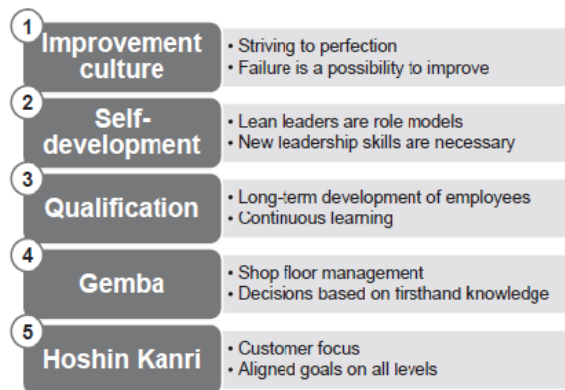 1
Improvement
culture
• Striving to perfection
• Failure is a possibility to improve
2
Self-
development
• Lean leaders are role models
• New leadership skills are necessary
3
Qualification
• Long-term development of employees
• Continuous learning
4
Gemba
• Shop floor management
• Decisions based on firsthand knowledge
5
Hoshin Kanri
• Customer focus
• Aligned goals on all levels